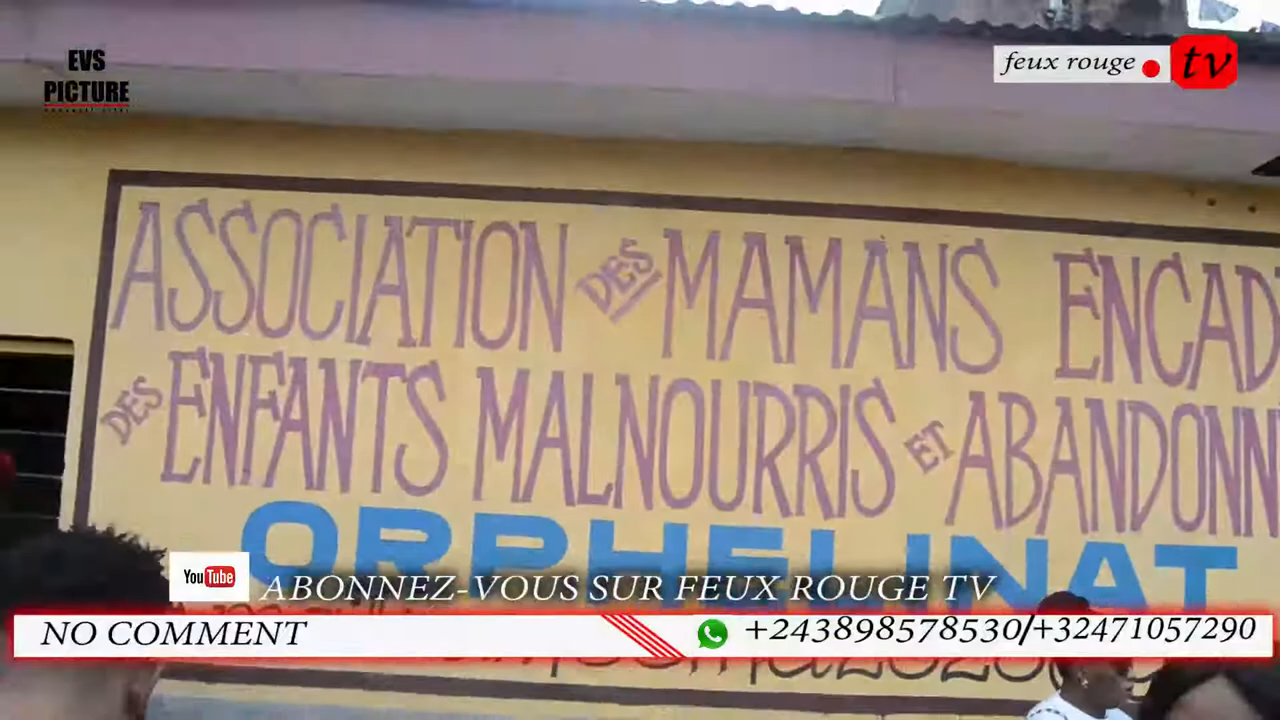 EVS
PICTURE
feux rouge tv
ASSOCIATION DES MAMANS ENCAD
DES ENFANTS MALNOURRIS ET ABANDONN
ORPHELINAT
YouTube
ABONNEZ-VOUS SUR FEUX ROUGE TV
NO COMMENT
+243898578530/+32471057290